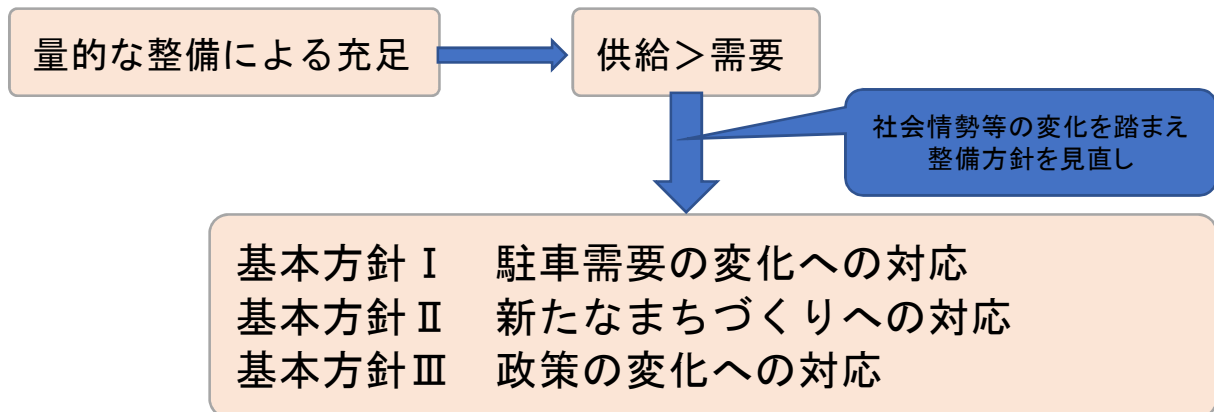 量的な整備による充足
供給＞需要
社会情勢等の変化を踏まえ
整備方針を見直し
基本方針Ⅰ　駐車需要の変化への対応
基本方針Ⅱ　新たなまちづくりへの対応
基本方針Ⅲ　政策の変化への対応